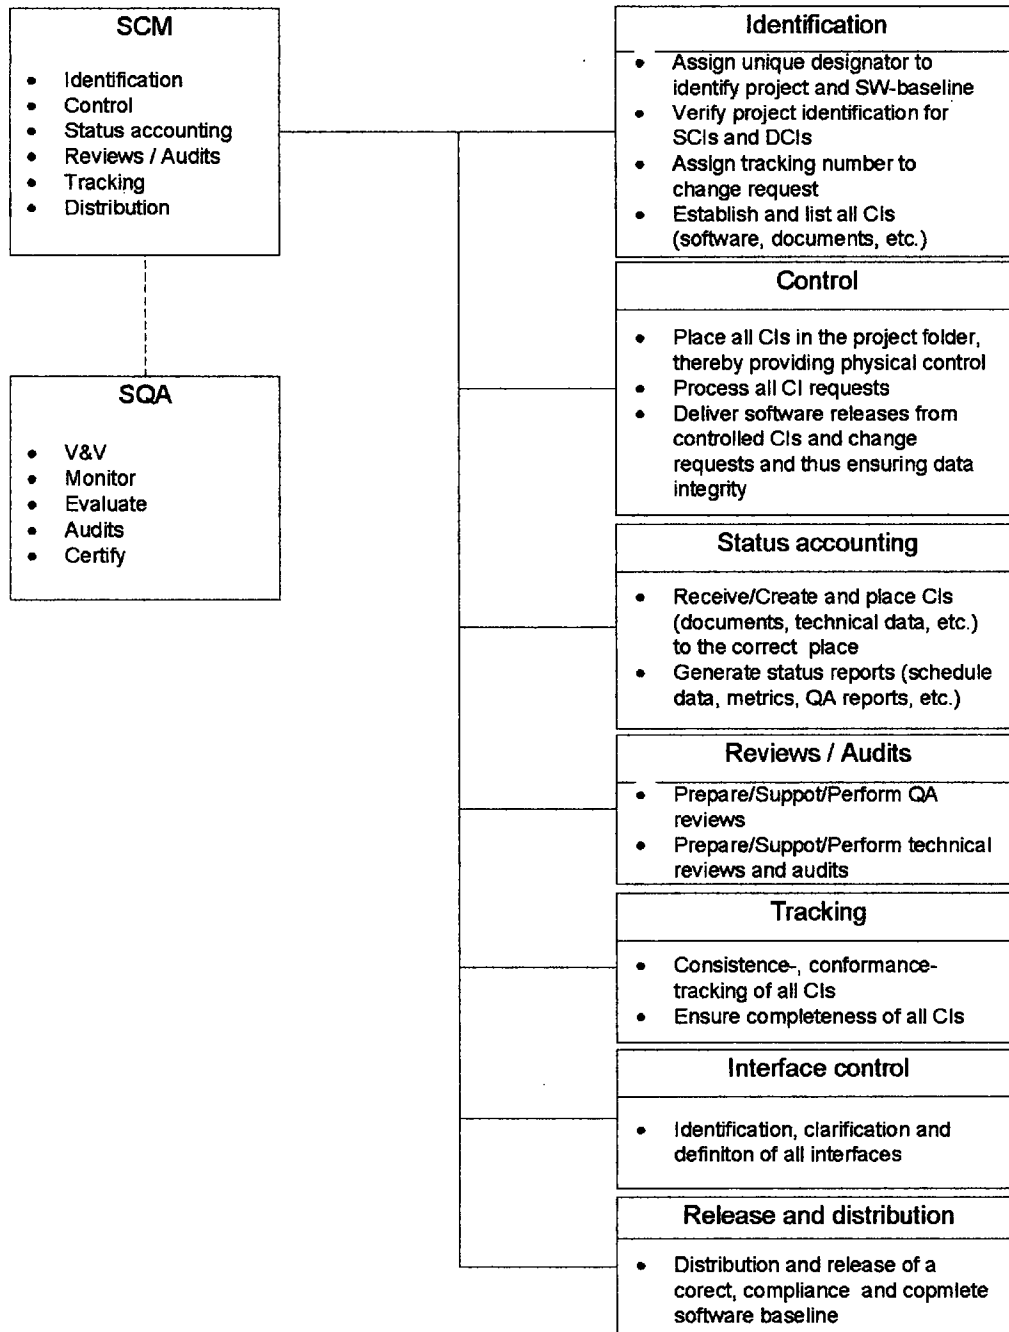 SCM
• Identification
• Control
• Status accounting
• Reviews / Audits
• Tracking
• Distribution
SQA
• V&V
• Monitor
• Evaluate
• Audits
• Certify
Identification
• Assign unique designator to
identify project and SW-baseline
• Verify project identification for
SCIs and DCIs
• Assign tracking number to
change request
• Establish and list all CIs
(software, documents, etc.)
Control
• Place all CIs in the project folder,
thereby providing physical control
• Process all CI requests
• Deliver software releases from
controlled CIs and change
requests and thus ensuring data
integrity
Status accounting
• Receive/Create and place CIs
(documents, technical data, etc.)
to the correct place
• Generate status reports (schedule
data, metrics, QA reports, etc.)
Reviews / Audits
• Prepare/Suppot/Perform QA
reviews
• Prepare/Suppot/Perform technical
reviews and audits
Tracking
• Consistence-, conformance-
tracking of all CIs
• Ensure completeness of all CIs
Interface control
• Identification, clarification and
definiton of all interfaces
Release and distribution
• Distribution and release of a
corect, compliance and copmlete
software baseline